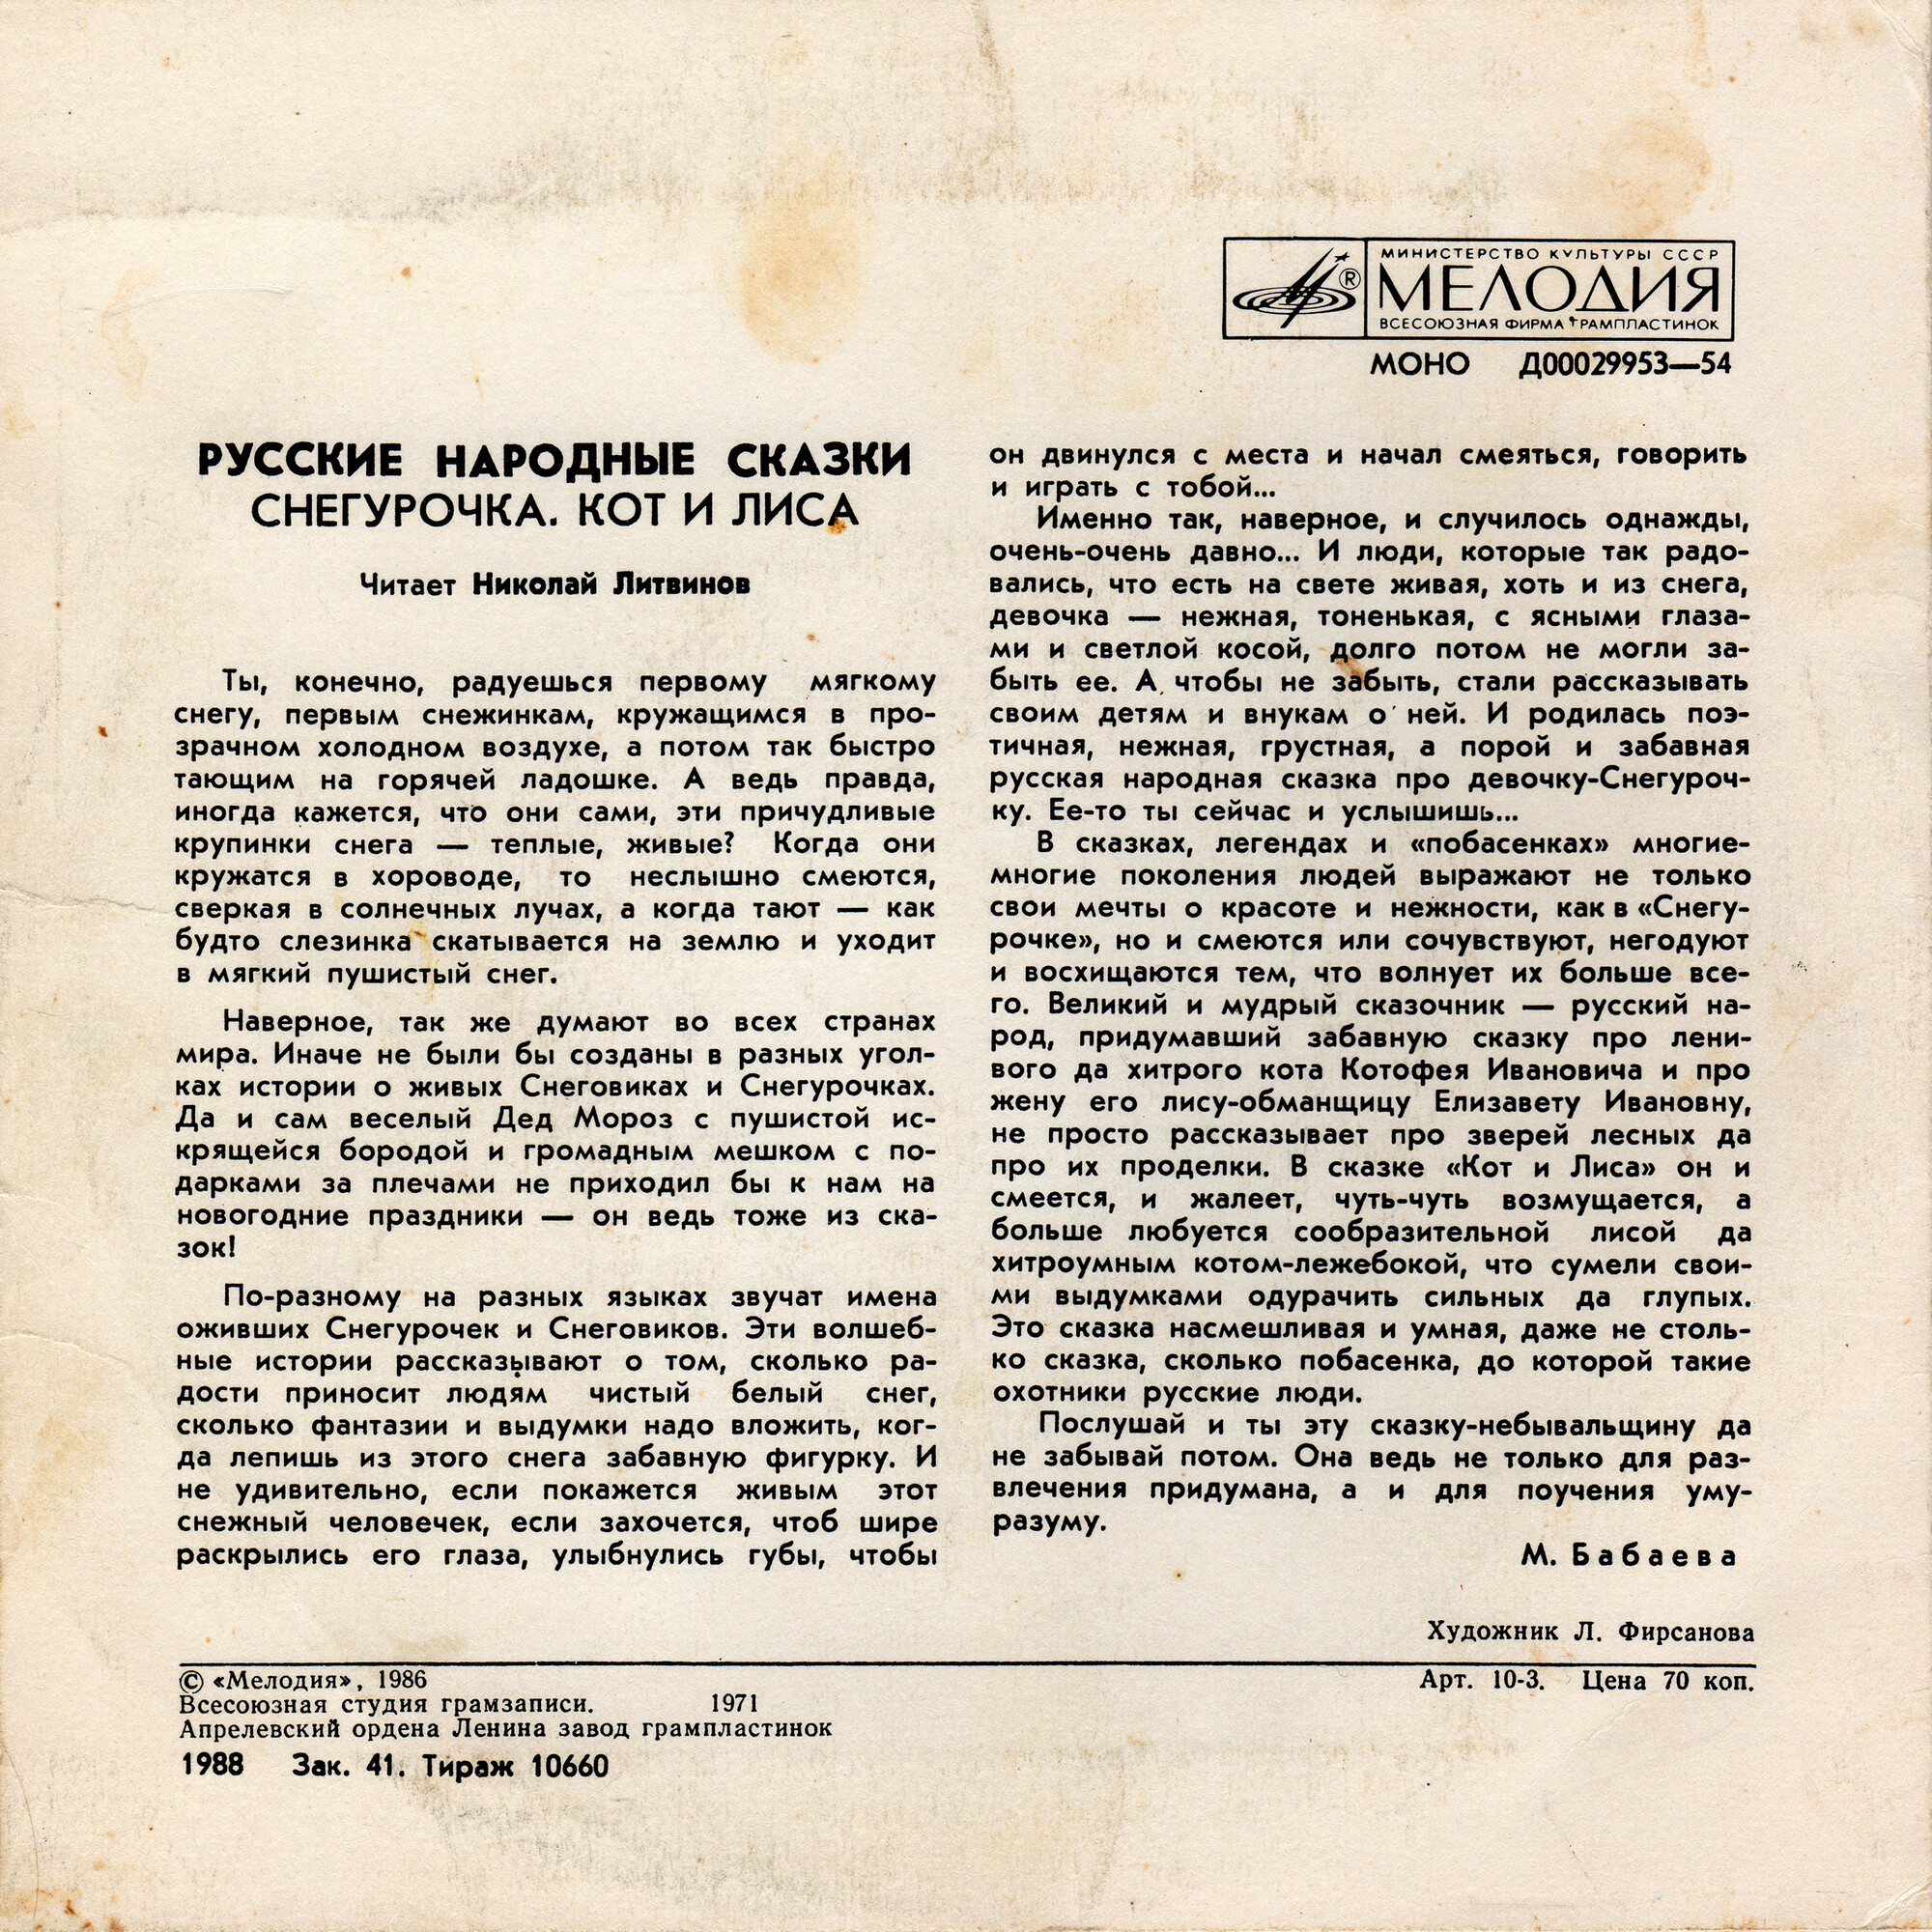 МИНИСТЕРСТВО КУЛЬТУРЫ СССР
МЕЛОДИЯ
ВСЕСОЮЗНАЯ ФИРМА ГРАМПЛАСТИНОК
®
МОНО Д00029953—54
РУССКИЕ НАРОДНЫЕ СКАЗКИ
СНЕГУРОЧКА. КОТ И ЛИСА
Читает Николай Литвинов
Ты, конечно, радуешься первому мягкому
снегу, первым снежинкам, кружащимся в про-
зрачном холодном воздухе, а потом так быстро
тающим на горячей ладошке. А ведь правда,
иногда кажется, что они сами, эти причудливые
крупинки снега — теплые, живые? Когда они
кружатся в хороводе, то неслышно смеются,
сверкая в солнечных лучах, а когда тают — как
будто слезинка скатывается на землю и уходит
в мягкий пушистый снег.
Наверное, так же думают во всех странах
мира. Иначе не были бы созданы в разных угол-
ках истории о живых Снеговиках и Снегурочках.
Да и сам веселый Дед Мороз с пушистой ис-
крящейся бородой и громадным мешком с по-
дарками за плечами не приходил бы к нам на
новогодние праздники — он ведь тоже из ска-
зок!
По-разному на разных языках звучат имена
оживших Снегурочек и Снеговиков. Эти волшеб-
ные истории рассказывают о том, сколько ра-
дости приносит людям чистый белый снег,
сколько фантазии и выдумки надо вложить, ког-
да лепишь из этого снега забавную фигурку. И
не удивительно, если покажется живым этот
снежный человечек, если захочется, чтоб шире
раскрылись его глаза, улыбнулись губы, чтобы
он двинулся с места и начал смеяться, говорить
и играть с тобой...
Именно так, наверное, и случилось однажды,
очень-очень давно... И люди, которые так радо-
вались, что есть на свете живая, хоть и из снега,
девочка — нежная, тоненькая, с ясными глаза-
ми и светлой косой, долго потом не могли за-
быть ее. А чтобы не забыть, стали рассказывать
своим детям и внукам о ней. И родилась поэ-
тичная, нежная, грустная, а порой и забавная
русская народная сказка про девочку-Снегуроч-
ку. Ее-то ты сейчас и услышишь...
В сказках, легендах и «побасенках» многие-
многие поколения людей выражают не только
свои мечты о красоте и нежности, как в «Снегу-
рочке», но и смеются или сочувствуют, негодуют
и восхищаются тем, что волнует их больше все-
го. Великий и мудрый сказочник — русский на-
род, придумавший забавную сказку про лени-
вого да хитрого кота Котофея Ивановича и про
жену его лису-обманщицу Елизавету Ивановну,
не просто рассказывает про зверей лесных да
про их проделки. В сказке «Кот и Лиса» он и
смеется, и жалеет, чуть-чуть возмущается, а
больше любуется сообразительной лисой да
хитроумным котом-лежебокой, что сумели свои-
ми выдумками одурачить сильных да глупых.
Это сказка насмешливая и умная, даже не столь-
ко сказка, сколько побасенка, до которой такие
охотники русские люди.
Послушай и ты эту сказку-небывальщину да
не забывай потом. Она ведь не только для раз-
влечения придумана, а и для поучения уму-
разуму.
М. Бабаева
Художник Л. Фирсанова
© «Мелодия», 1986
Арт. 10-3. Цена 70 коп.
Всесоюзная студия грамзаписи. 1971
Апрелевский ордена Ленина завод грампластинок
1988 Зак. 41. Тираж 10660